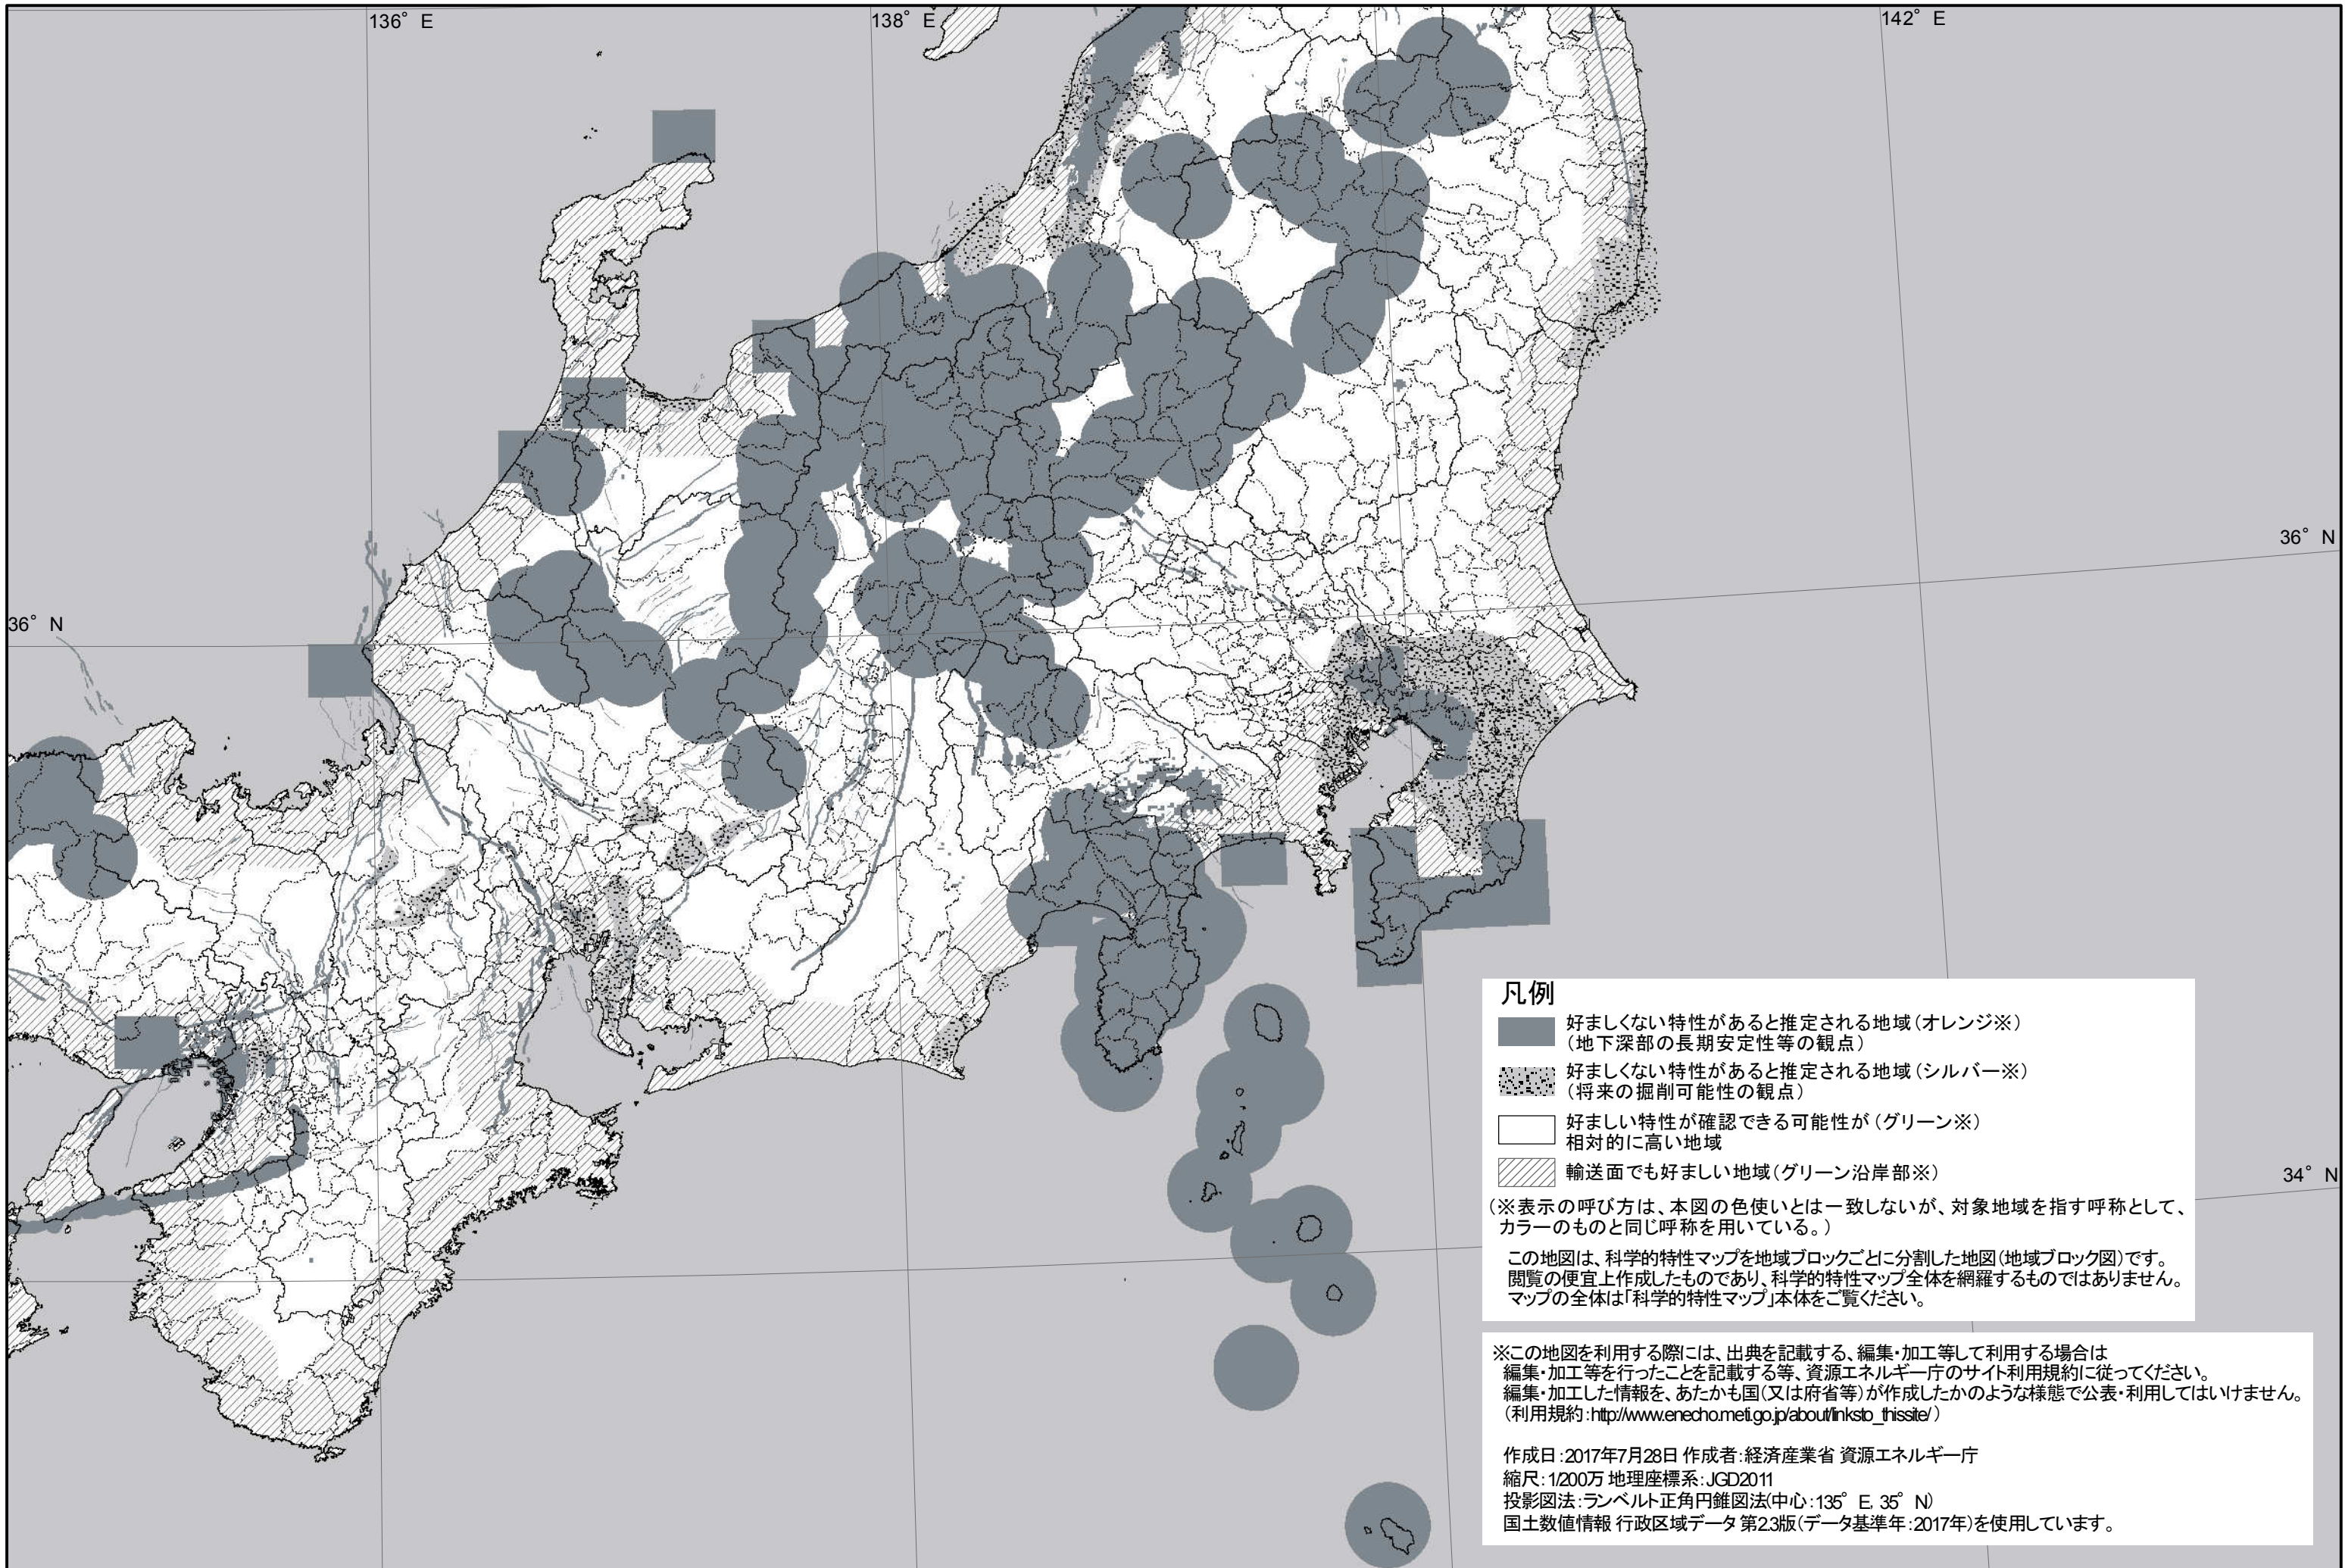 136° E
138° E
142° E
36° N
36° N
34° N
凡例
好ましくない特性があると推定される地域(オレンジ※)
(地下深部の長期安定性等の観点)
好ましくない特性があると推定される地域(シルバー※)
(将来の掘削可能性の観点)
好ましい特性が確認できる可能性が(グリーン※)
相対的に高い地域
輸送面でも好ましい地域(グリーン沿岸部※)
(※表示の呼び方は、本図の色使いとは一致しないが、対象地域を指す呼称として、
カラーのものと同じ呼称を用いている。)
この地図は、科学的特性マップを地域ブロックごとに分割した地図(地域ブロック図)です。
閲覧の便宜上作成したものであり、科学的特性マップ全体を網羅するものではありません。
マップの全体は「科学的特性マップ」本体をご覧ください。
※この地図を利用する際には、出典を記載する、編集・加工等して利用する場合は
編集・加工等を行ったことを記載する等、資源エネルギー庁のサイト利用規約に従ってください。
編集・加工した情報を、あたかも国(又は府省等)が作成したかのような様態で公表・利用してはいけません。
(利用規約:http://www.enecho.meti.go.jp/about/linksto_thissite/)
作成日:2017年7月28日 作成者:経済産業省 資源エネルギー庁
縮尺:1/200万 地理座標系:JGD2011
投影図法:ランベルト正角円錐図法(中心:135° E, 35° N)
国土数値情報 行政区域データ 第2.3版(データ基準年:2017年)を使用しています。